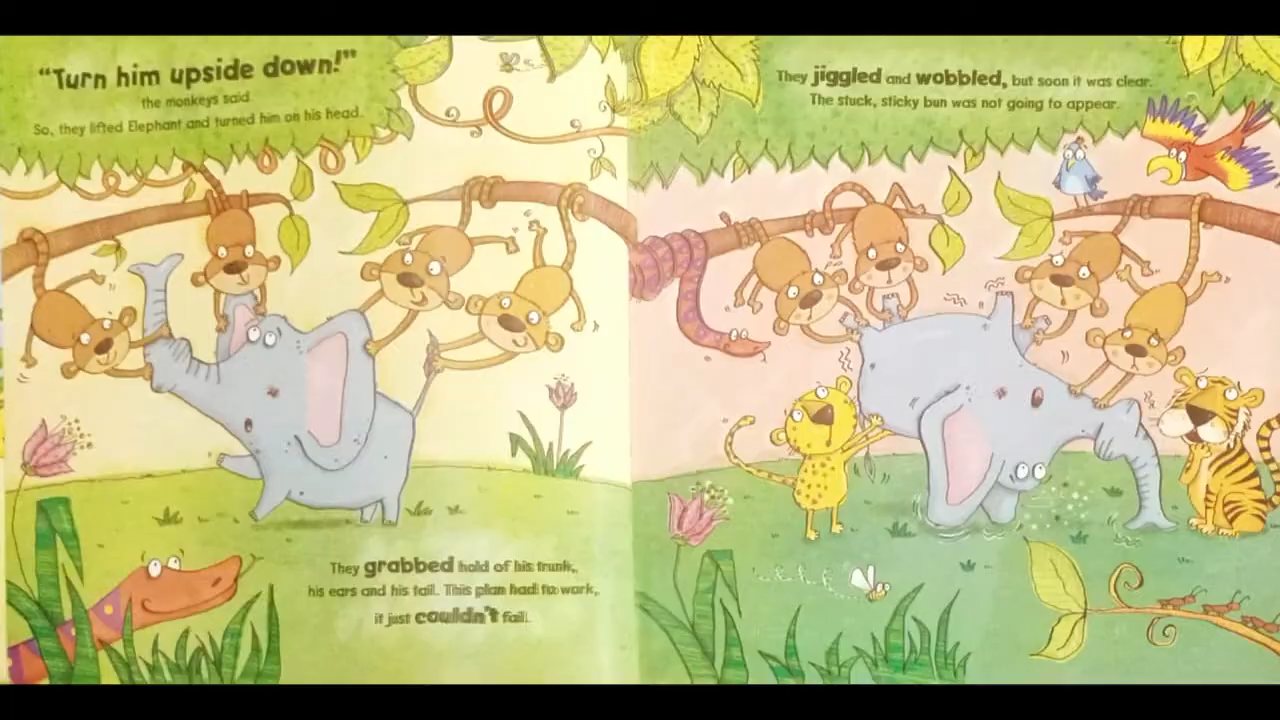 “Turn him upside down!”
the monkeys said.
So, they lifted Elephant and turned him on his head.
They grabbed hold of his trunk,
his ears and his tail. This plan had to work,
it just couldn't fail.
They jiggled and wobbled, but soon it was clear.
The stuck, sticky bun was not going to appear.